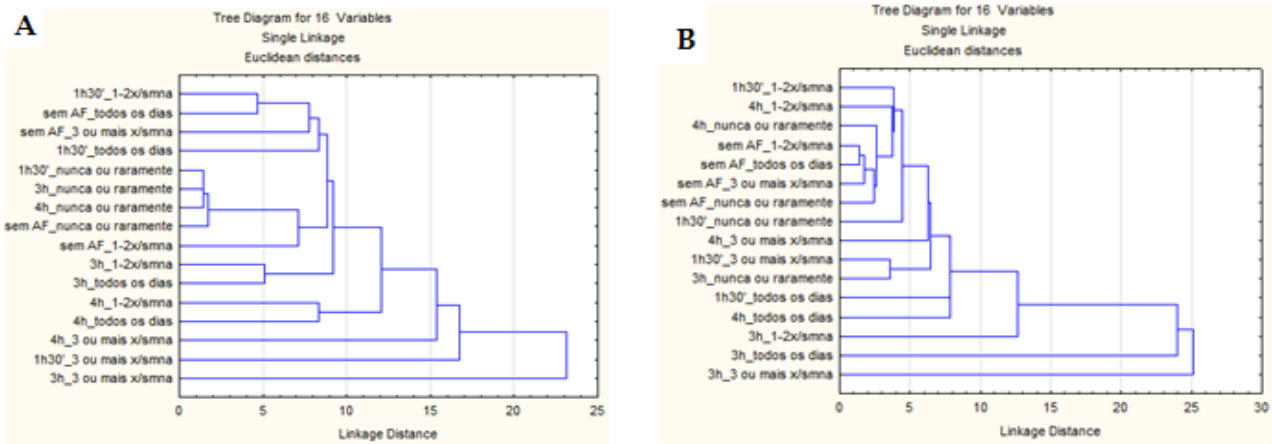 A
Tree Diagram for 16 Variables
Single Linkage
Euclidean distances
1h30'_1-2x/smna
sem AF_todos os dias
sem AF_3 ou mais x/smna
1h30'_todos os dias
1h30'_nunca ou raramente
3h_nunca ou raramente
4h_nunca ou raramente
sem AF_nunca ou raramente
sem AF_1-2x/smna
3h_1-2x/smna
3h_todos os dias
4h_1-2x/smna
4h_todos os dias
4h_3 ou mais x/smna
1h30'_3 ou mais x/smna
3h_3 ou mais x/smna
0 5 10 15 20 25
Linkage Distance
B
Tree Diagram for 16 Variables
Single Linkage
Euclidean distances
1h30'_1-2x/smna
4h_1-2x/smna
4h_nunca ou raramente
sem AF_1-2x/smna
sem AF_todos os dias
sem AF_3 ou mais x/smna
sem AF_nunca ou raramente
1h30'_nunca ou raramente
4h_3 ou mais x/smna
1h30'_3 ou mais x/smna
3h_nunca ou raramente
1h30'_todos os dias
4h_todos os dias
3h_1-2x/smna
3h_todos os dias
3h_3 ou mais x/smna
0 5 10 15 20 25 30
Linkage Distance